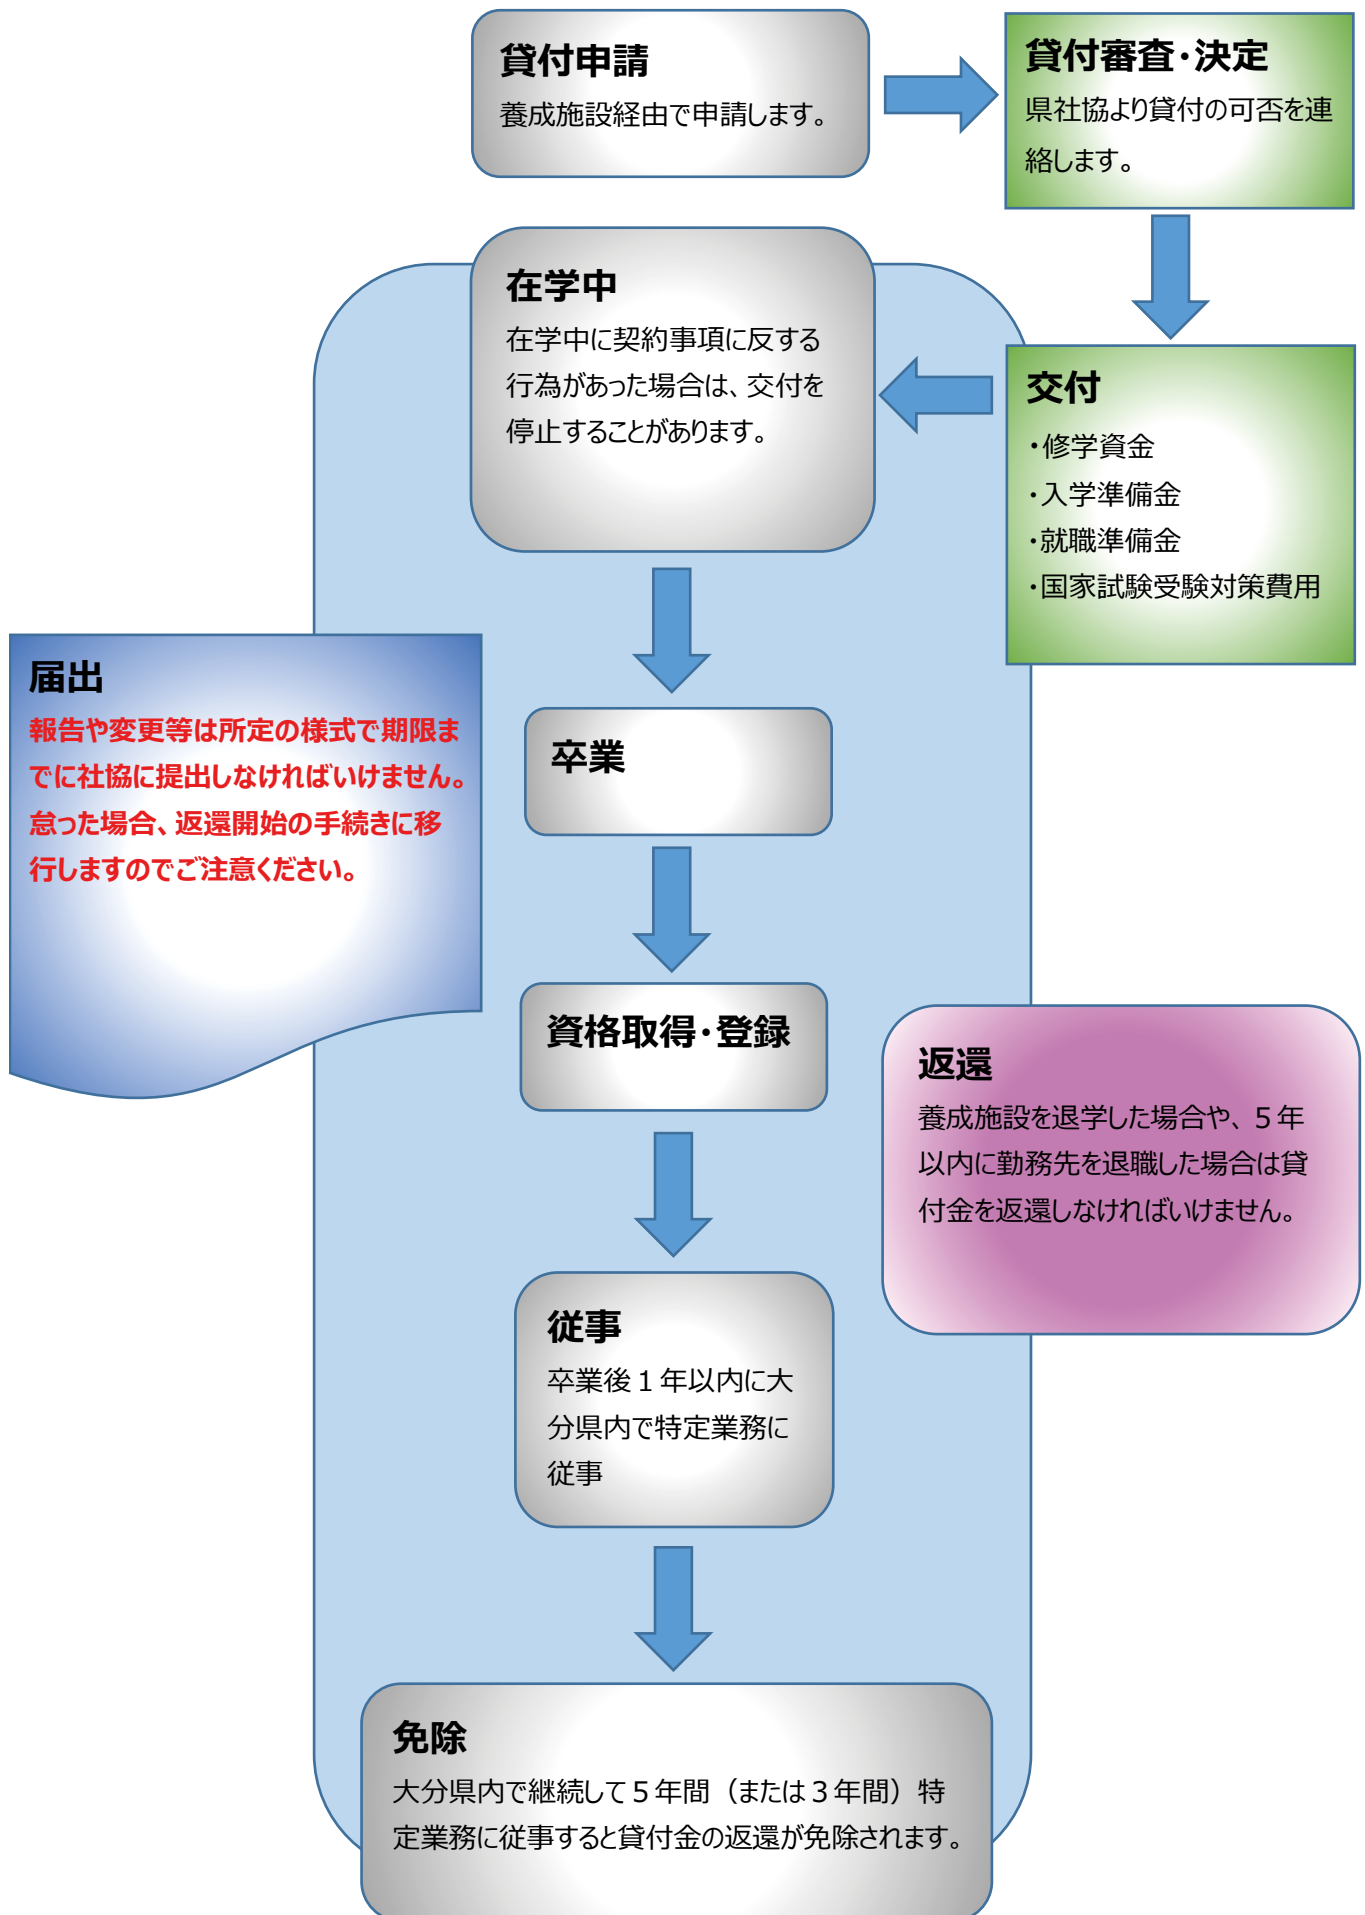 貸付申請
養成施設経由で申請します。
貸付審査・決定
県社協より貸付の可否を連
絡します。
交付
・修学資金
・入学準備金
・就職準備金
・国家試験受験対策費用
在学中
在学中に契約事項に反する
行為があった場合は、交付を
停止することがあります。
届出
報告や変更等は所定の様式で期限ま
でに社協に提出しなければいけません。
怠った場合、返還開始の手続きに移
行しますのでご注意ください。
卒業
資格取得・登録
返還
養成施設を退学した場合や、５年
以内に勤務先を退職した場合は貸
付金を返還しなければいけません。
従事
卒業後１年以内に大
分県内で特定業務に
従事
免除
大分県内で継続して５年間（または３年間）特
定業務に従事すると貸付金の返還が免除されます。